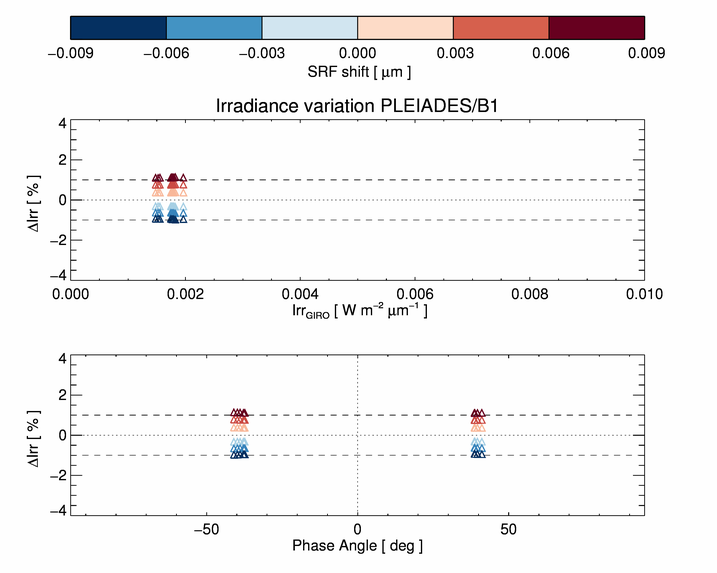 −0.009 −0.006 −0.003 0.000 0.003 0.006 0.009
SRF shift [ μm ]
Irradiance variation PLEIADES/B1
4
2
0
−2
−4
ΔIrr [ % ]
0.000 0.002 0.004 0.006 0.008 0.010
Irr_GIRO [ W m⁻² μm⁻¹ ]
4
2
0
−2
−4
ΔIrr [ % ]
−50 0 50
Phase Angle [ deg ]